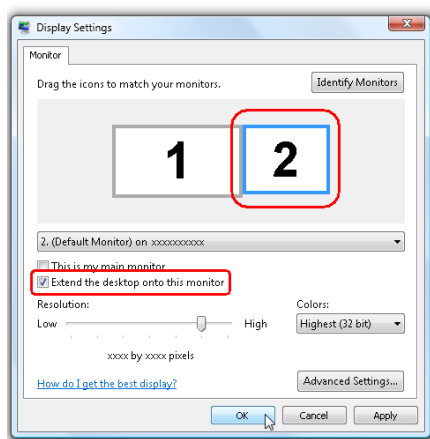 Display Settings
Monitor
Drag the icons to match your monitors.
Identify Monitors
1
2
2. (Default Monitor) on xxxxxxxxxx
This is my main monitor
Extend the desktop onto this monitor
Resolution:
Colors:
Low
High
Highest (32 bit)
xxxx by xxxx pixels
How do I get the best display?
Advanced Settings...
OK
Cancel
Apply